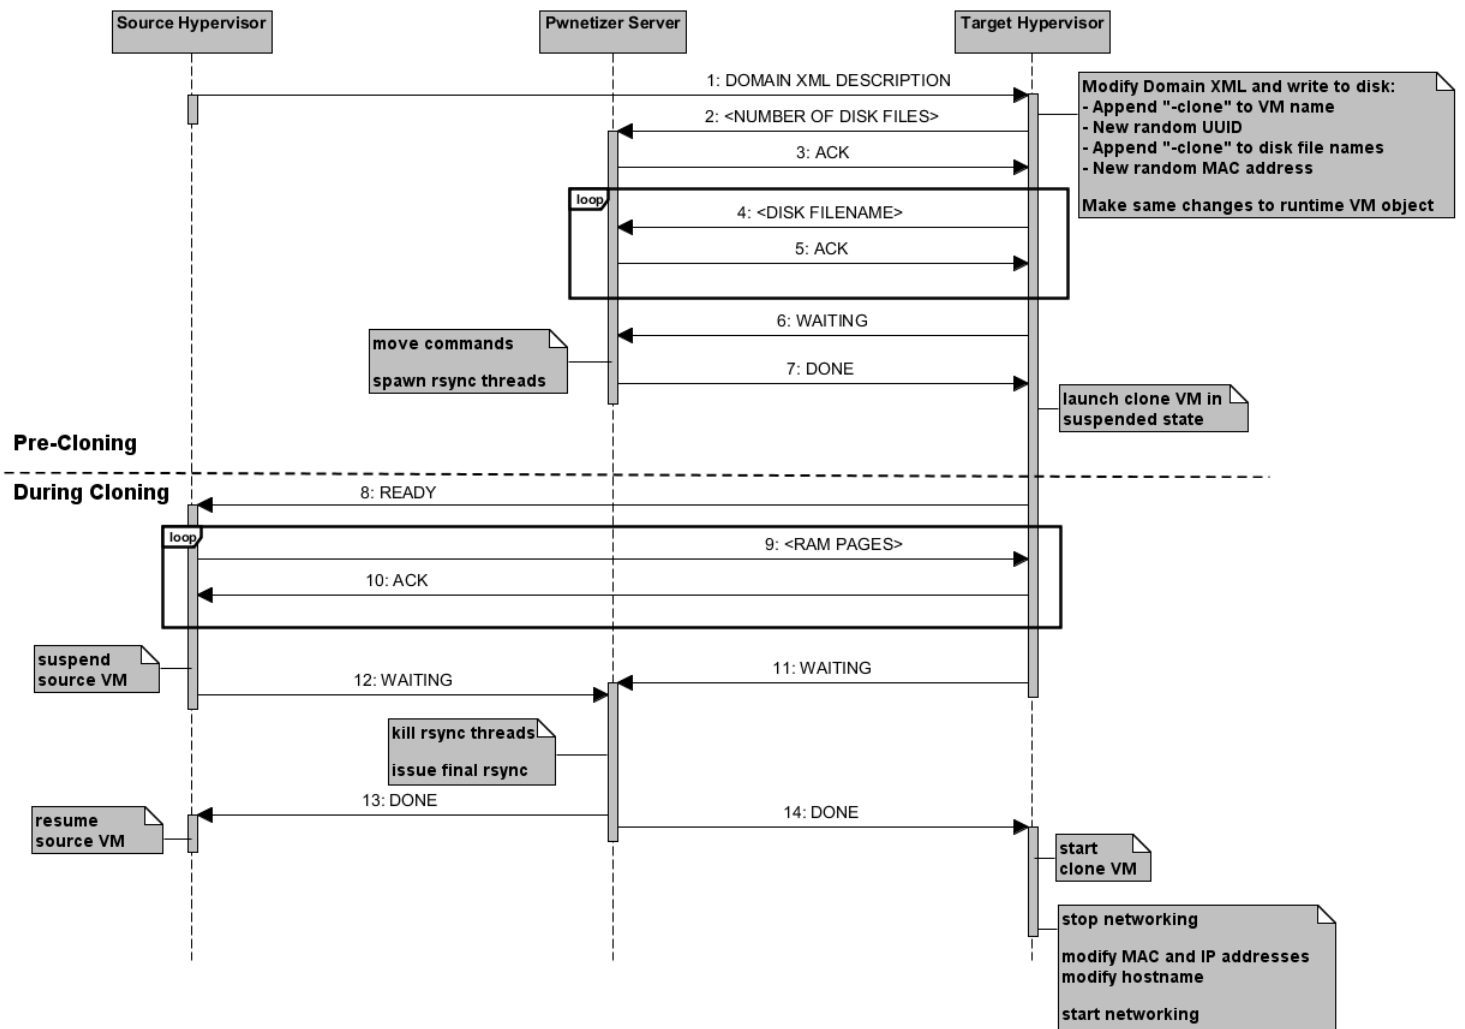 Source Hypervisor
Pwnetizer Server
Target Hypervisor
1: DOMAIN XML DESCRIPTION
Modify Domain XML and write to disk:
- Append "-clone" to VM name
- New random UUID
- Append "-clone" to disk file names
- New random MAC address
Make same changes to runtime VM object
2: <NUMBER OF DISK FILES>
3: ACK
loop
4: <DISK FILENAME>
5: ACK
6: WAITING
move commands
spawn rsync threads
7: DONE
launch clone VM in
suspended state
Pre-Cloning
During Cloning
8: READY
loop
9: <RAM PAGES>
10: ACK
suspend
source VM
11: WAITING
12: WAITING
kill rsync threads
issue final rsync
13: DONE
14: DONE
resume
source VM
start
clone VM
stop networking
modify MAC and IP addresses
modify hostname
start networking